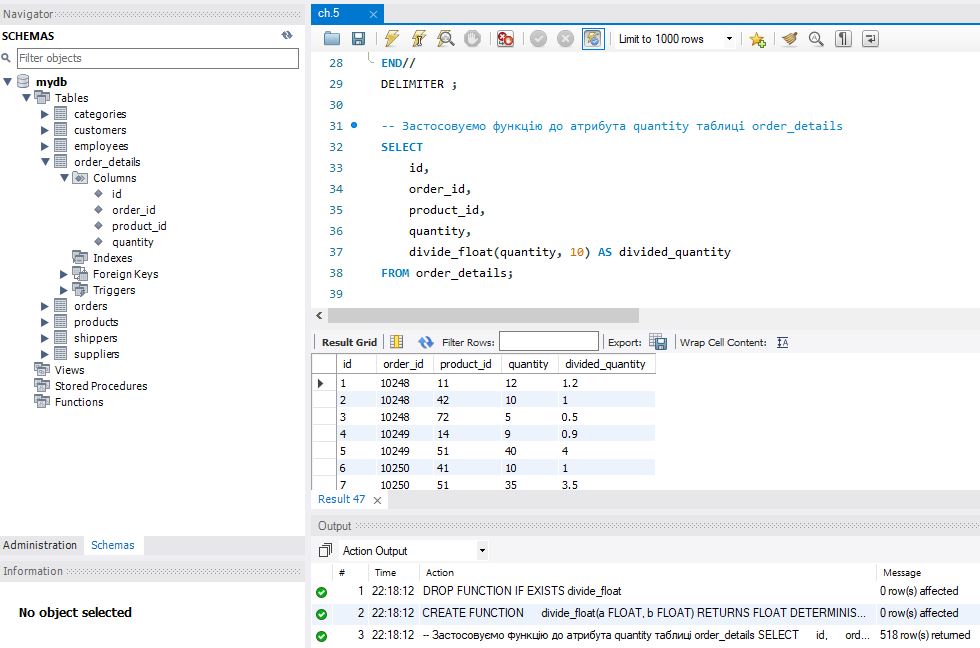 Navigator
SCHEMAS
Filter objects
mydb
Tables
categories
customers
employees
order_details
Columns
id
order_id
product_id
quantity
Indexes
Foreign Keys
Triggers
orders
products
shippers
suppliers
Views
Stored Procedures
Functions
Administration Schemas
Information
No object selected
ch.5
Limit to 1000 rows
28 END//
29 DELIMITER ;
30
31 -- Застосовуємо функцію до атрибута quantity таблиці order_details
32 SELECT
33 id,
34 order_id,
35 product_id,
36 quantity,
37 divide_float(quantity, 10) AS divided_quantity
38 FROM order_details;
39
Result Grid Filter Rows: Export: Wrap Cell Content:
id order_id product_id quantity divided_quantity
1 10248 11 12 1.2
2 10248 42 10 1
3 10248 72 5 0.5
4 10249 14 9 0.9
5 10249 51 40 4
6 10250 41 10 1
7 10250 51 35 3.5
Result 47
Output
Action Output
# Time Action Message
1 22:18:12 DROP FUNCTION IF EXISTS divide_float 0 row(s) affected
2 22:18:12 CREATE FUNCTION divide_float(a FLOAT, b FLOAT) RETURNS FLOAT DETERMINIS... 0 row(s) affected
3 22:18:12 -- Застосовуємо функцію до атрибута quantity таблиці order_details SELECT id, ord... 518 row(s) returned